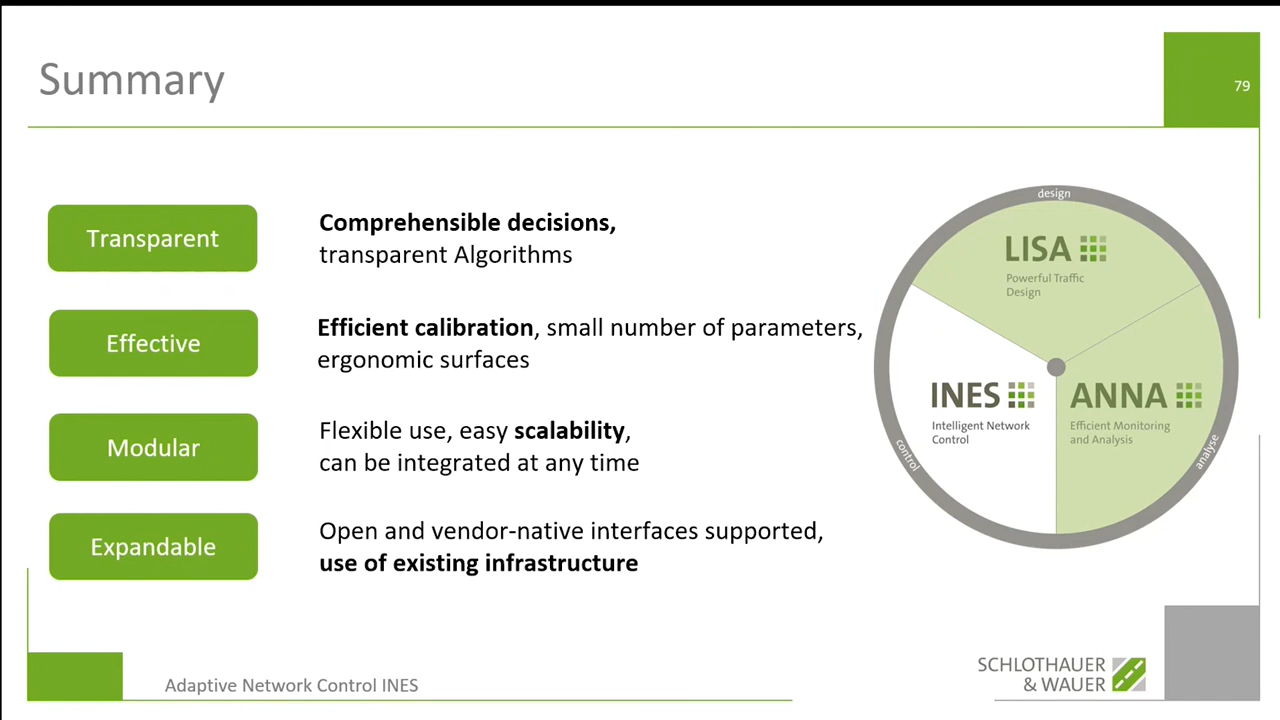 Summary
79
Transparent
Comprehensible decisions,
transparent Algorithms
Effective
Efficient calibration, small number of parameters,
ergonomic surfaces
Modular
Flexible use, easy scalability,
can be integrated at any time
Expandable
Open and vendor-native interfaces supported,
use of existing infrastructure
design
LISA
Powerful Traffic
Design
INES
Intelligent Network
Control
ANNA
Efficient Monitoring
and Analysis
control
analyse
Adaptive Network Control INES
SCHLOTHAUER
& WAUER